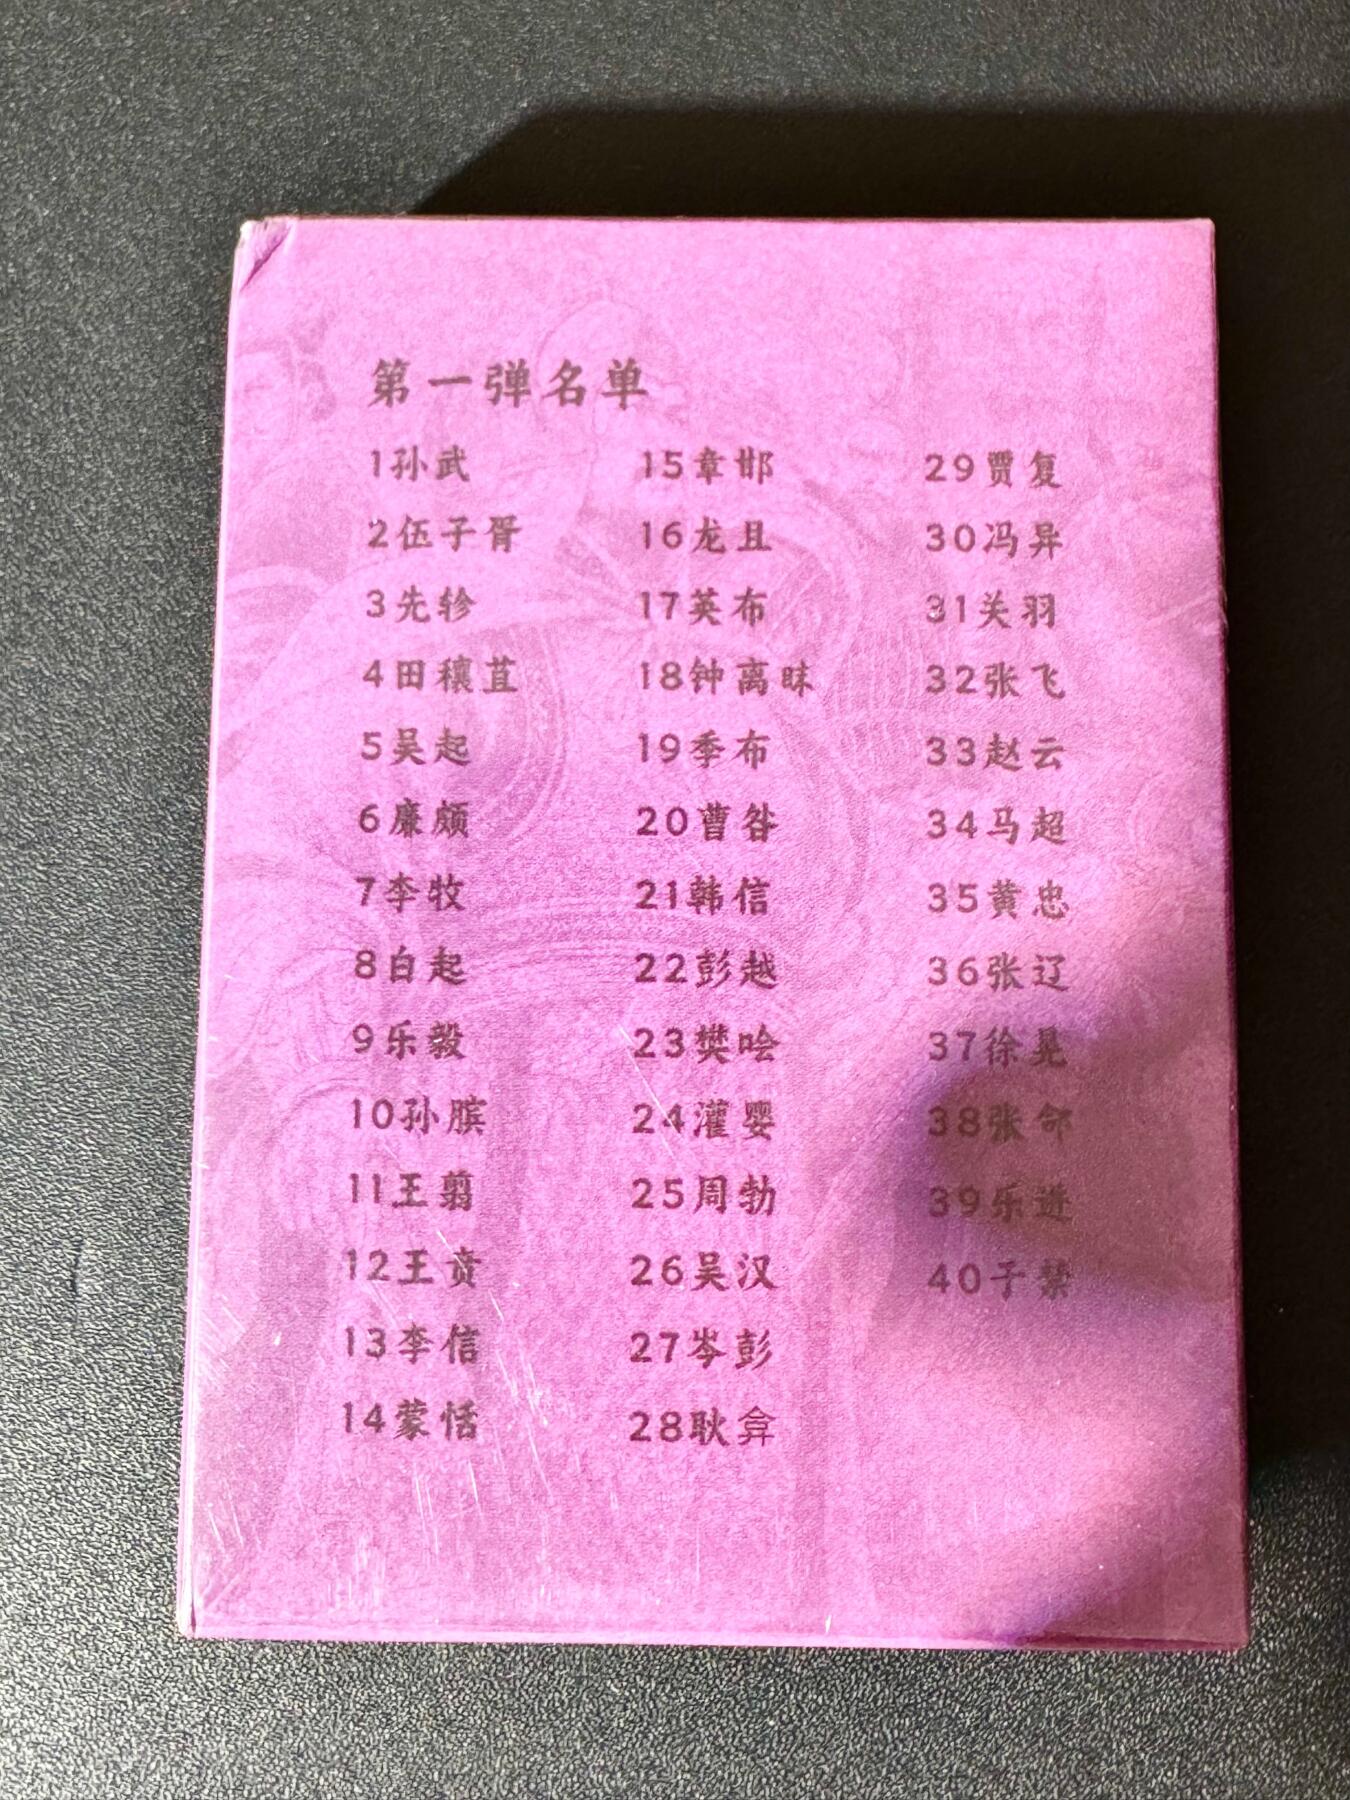 第一弹名单
1孙武
2伍子胥
3先轸
4田穰苴
5吴起
6廉颇
7李牧
8白起
9乐毅
10孙膑
11王翦
12王贲
13李信
14蒙恬
15章邯
16龙且
17英布
18钟离昧
19季布
20曹咎
21韩信
22彭越
23樊哙
24灌婴
25周勃
26吴汉
27岑彭
28耿弇
29贾复
30冯异
31关羽
32张飞
33赵云
34马超
35黄忠
36张辽
37徐晃
38张命
39乐进
40于禁